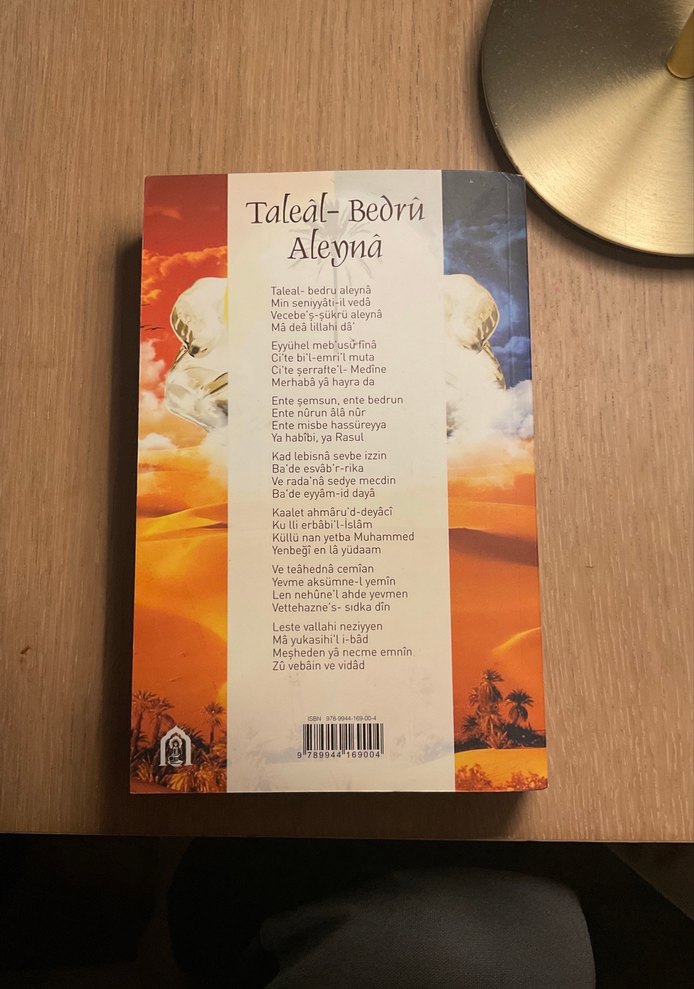 Taleâl- Bedrû
Aleynâ
Taleal- bedru aleynâ
Min seniyyâti-il vedâ
Vecebe'ş-şükrü aleynâ
Mâ deâ lillahi dâ'
Eyyühel meb'usü'fînâ
Ci'te bi'l-emri'l muta
Ci'te şerrafte'l- Medîne
Merhabâ yâ hayra da
Ente şemsun, ente bedrun
Ente nûrun âlâ nûr
Ente misbe hassüreyya
Ya habîbi, ya Rasul
Kad lebisnâ sevbe izzin
Ba'de esvâb'r-rika
Ve rada'nâ sedye mecdin
Ba'de eyyâm-id dayâ
Kaalet ahmâru'd-deyâcî
Ku lli erbâbi'l-İslâm
Küllü nan yetba Muhammed
Yenbeğî en lâ yüdaam
Ve teâhednâ cemîan
Yevme aksümne-l yemîn
Len nehûne'l ahde yevmen
Vettehazne's- sıdka dîn
Leste vallahi neziyyen
Mâ yukasihi'l i-bâd
Meşheden yâ necme emnîn
Zû vebâin ve vidâd
ISBN 978-9944-169-00-4
9 789944 169004